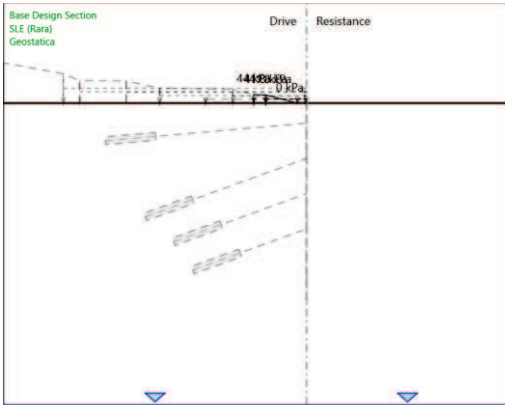 Base Design Section
SLE (Rara)
Geostatica
Drive
Resistance
0 kPa